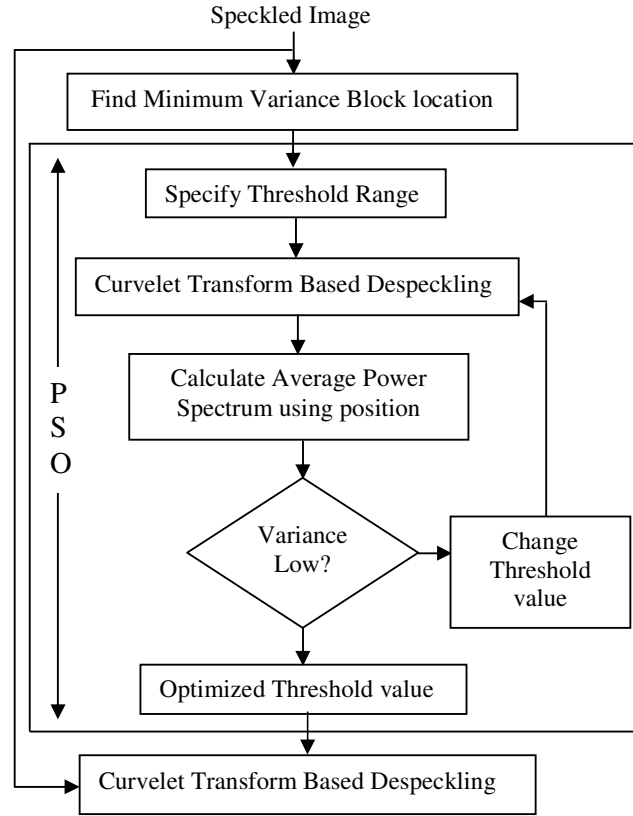 Speckled Image
Find Minimum Variance Block location
Specify Threshold Range
Curvelet Transform Based Despeckling
Calculate Average Power
Spectrum using position
P
S
O
Variance
Low?
Change
Threshold
value
Optimized Threshold value
Curvelet Transform Based Despeckling